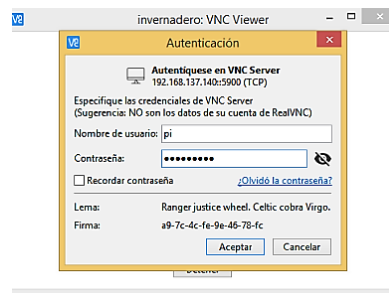 invernadero: VNC Viewer
Autenticación
Autentíquese en VNC Server
192.168.137.140::5900 (TCP)
Especifique las credenciales de VNC Server
(Sugerencia: NO son los datos de su cuenta de RealVNC)
Nombre de usuario: pi
Contraseña: •••••••••
Recordar contraseña ¿Olvidó la contraseña?
Lema: Ranger justice wheel. Celtic cobra Virgo.
Firma: a9-7c-4c-fe-9e-46-78-fc
Aceptar Cancelar
Detener